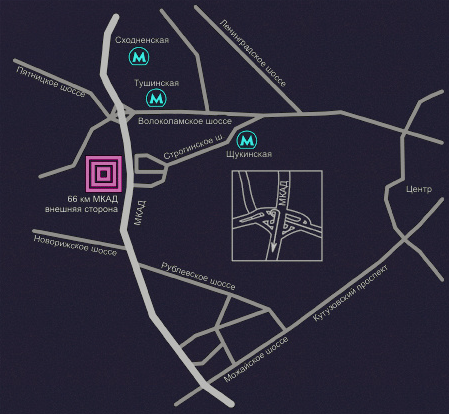 Сходненская
Ленинградское шоссе
Пятницкое шоссе
Тушинская
Волоколамское шоссе
Строгинское ш.
Щукинская
66 км МКАД
внешняя сторона
МКАД
МКАД
Центр
Новорижское шоссе
Рублевское шоссе
Кутузовский проспект
Можайское шоссе